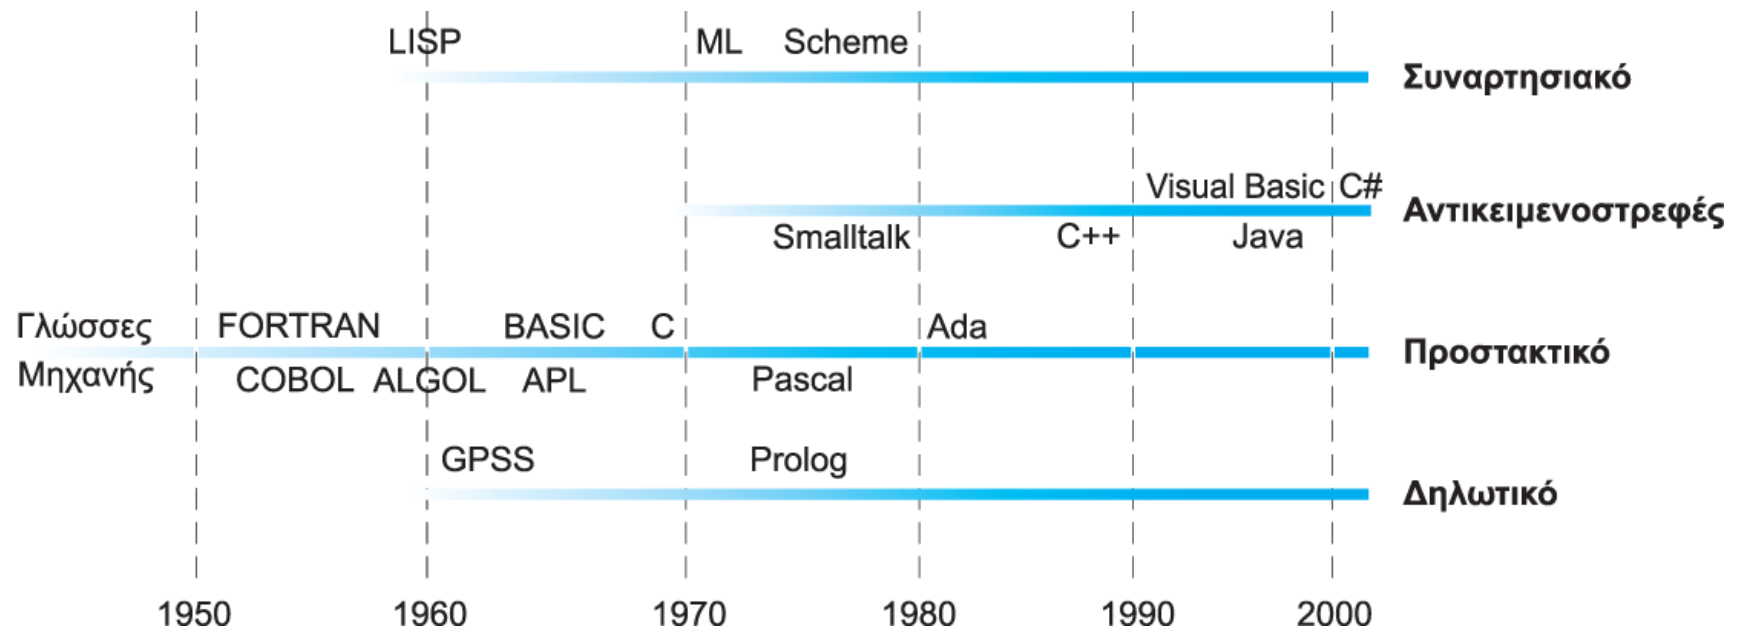 LISP ML Scheme
Συναρτησιακό
Visual Basic C#
Αντικειμενοστρεφές
Smalltalk C++ Java
Γλώσσες FORTRAN BASIC C Ada
Προστακτικό
Μηχανής COBOL ALGOL APL Pascal
GPSS Prolog
Δηλωτικό
1950 1960 1970 1980 1990 2000